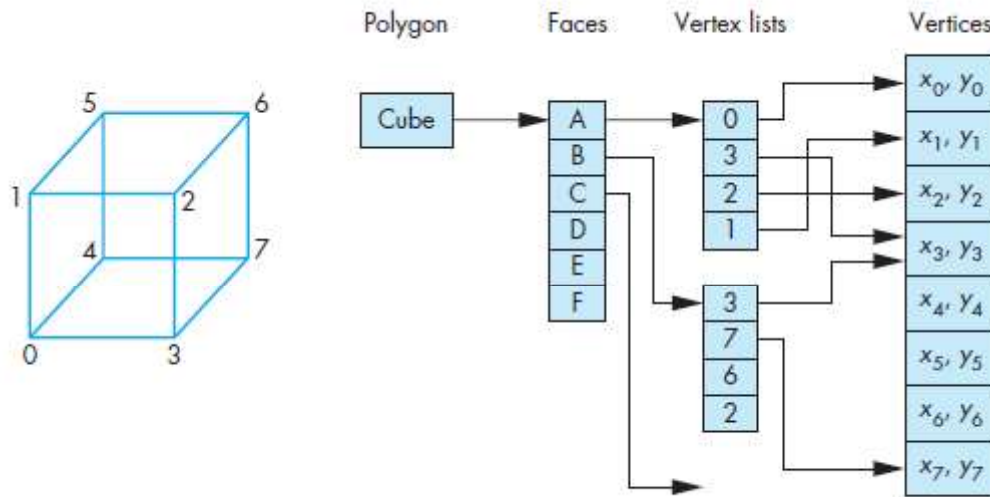 Polygon Faces Vertex lists Vertices
5 6
1 2
4 7
0 3
Cube
A
B
C
D
E
F
0
3
2
1
3
7
6
2
x₀, y₀
x₁, y₁
x₂, y₂
x₃, y₃
x₄, y₄
x₅, y₅
x₆, y₆
x₇, y₇